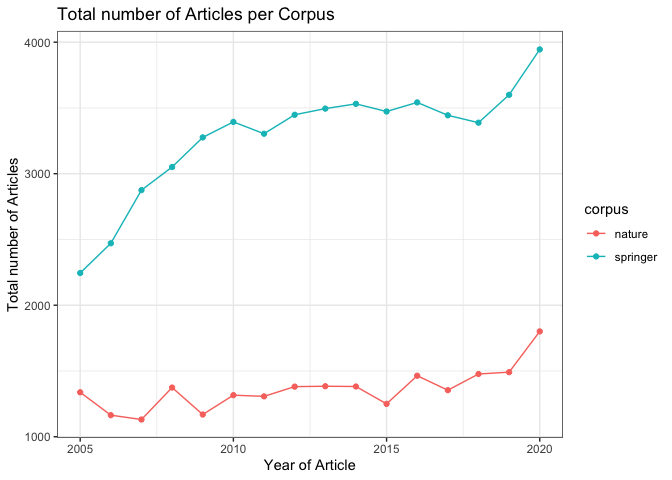 Total number of Articles per Corpus
4000
3000
2000
1000
Total number of Articles
2005 2010 2015 2020
Year of Article
corpus
nature
springer